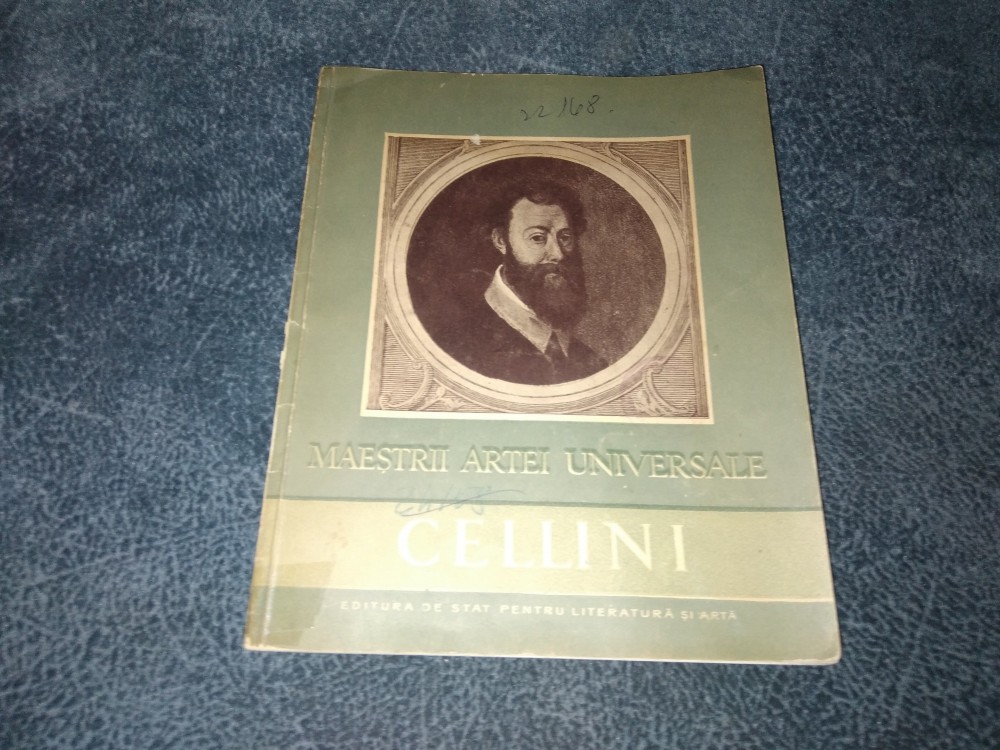 22168.
MAEȘTRII ARTEI UNIVERSALE
CELLINI
EDITURA DE STAT PENTRU LITERATURĂ ȘI ARTĂ